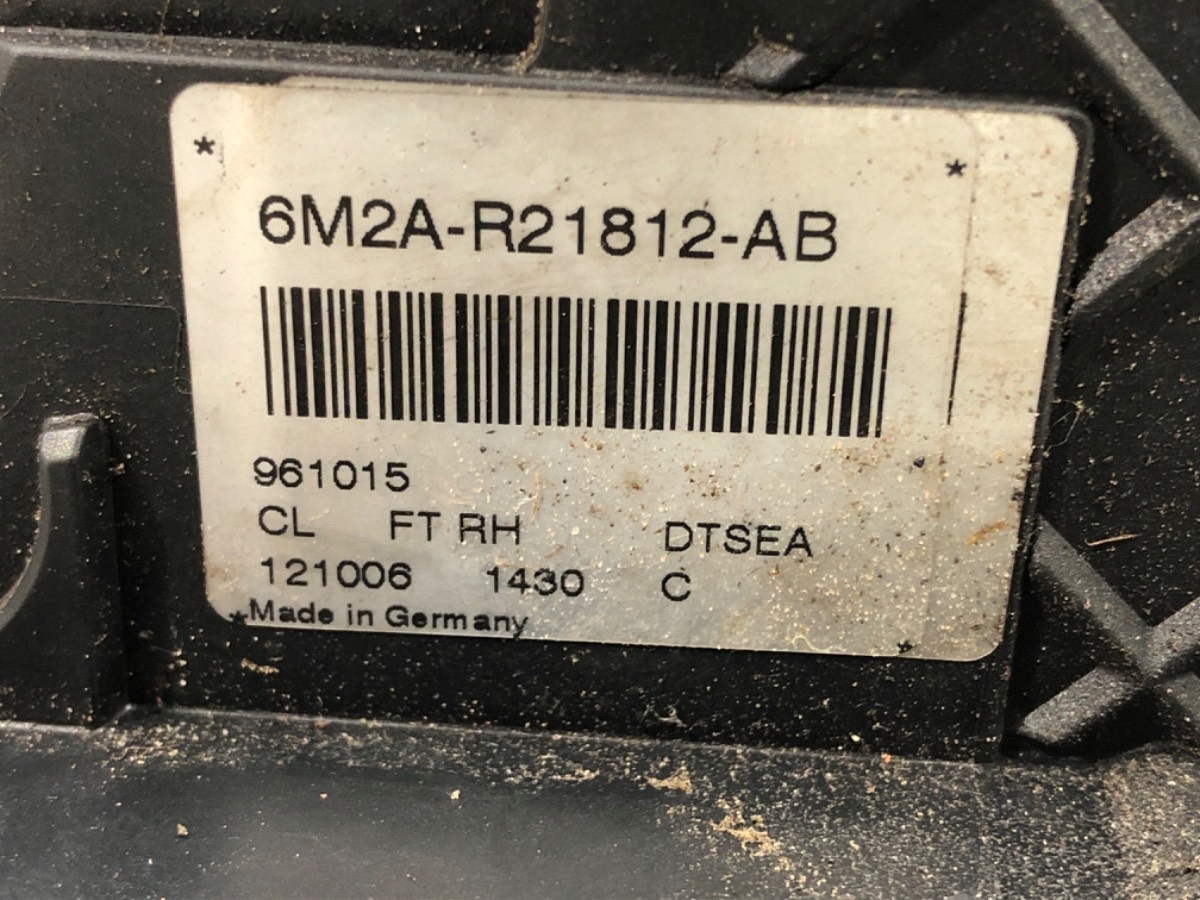 * *
6M2A-R21812-AB
961015
CL FT RH DTSEA
121006 1430 C
*Made in Germany *